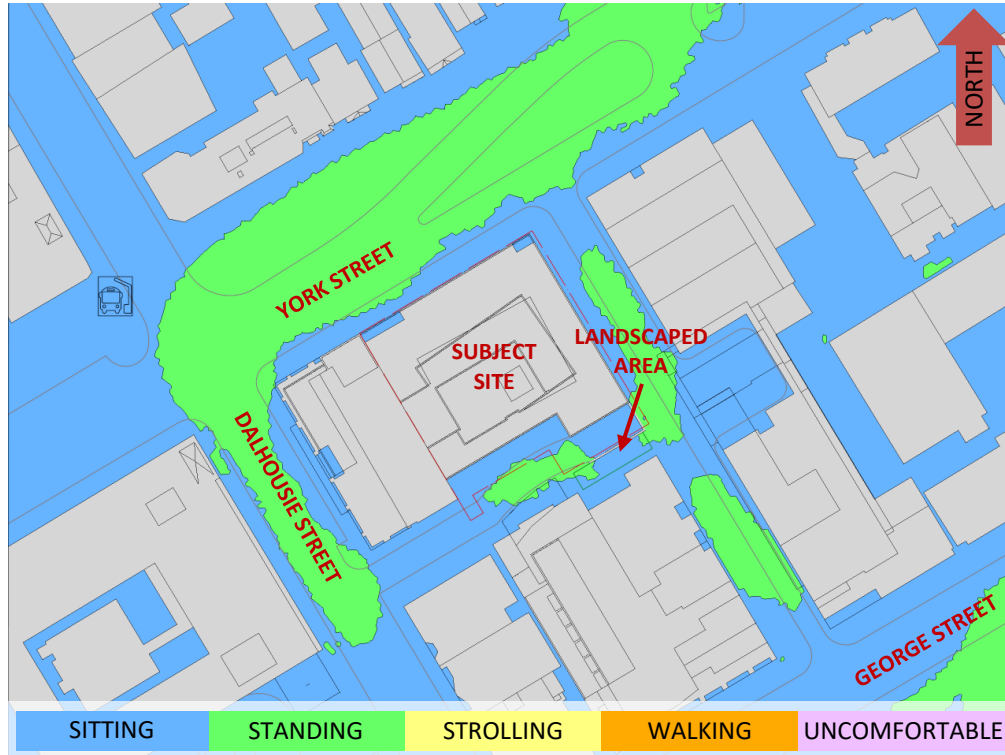 NORTH
YORK STREET
SUBJECT
SITE
LANDSCAPED
AREA
DALHOUSIE STREET
GEORGE STREET
SITTING
STANDING
STROLLING
WALKING
UNCOMFORTABLE